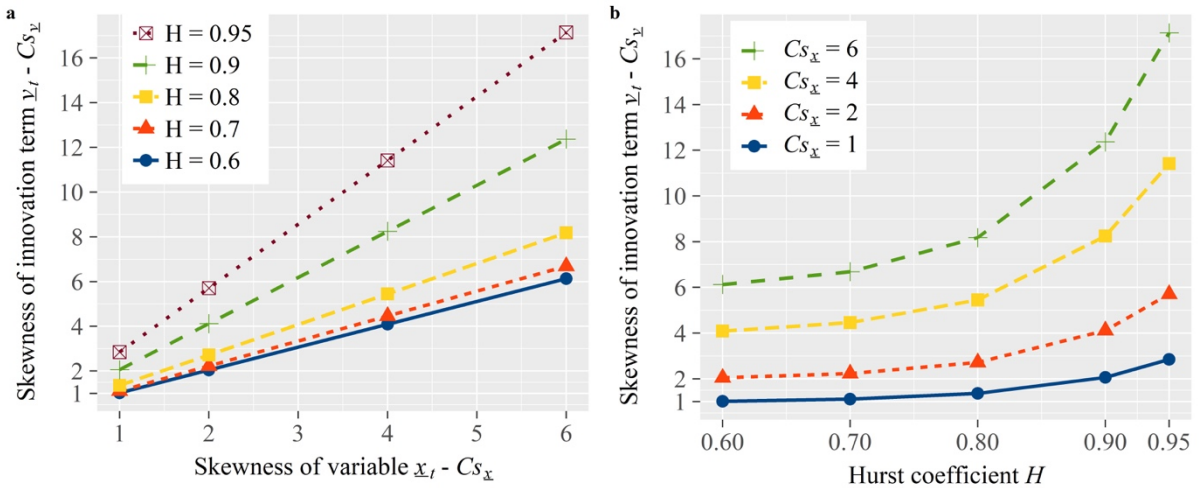 a
Skewness of innovation term v_t - Cs_v
16
14
12
10
8
6
4
2
1
H = 0.95
H = 0.9
H = 0.8
H = 0.7
H = 0.6
1
2
3
4
5
6
Skewness of variable x_t - Cs_x
b
Skewness of innovation term v_t - Cs_v
16
14
12
10
8
6
4
2
1
Cs_x = 6
Cs_x = 4
Cs_x = 2
Cs_x = 1
0.60
0.70
0.80
0.90
0.95
Hurst coefficient H